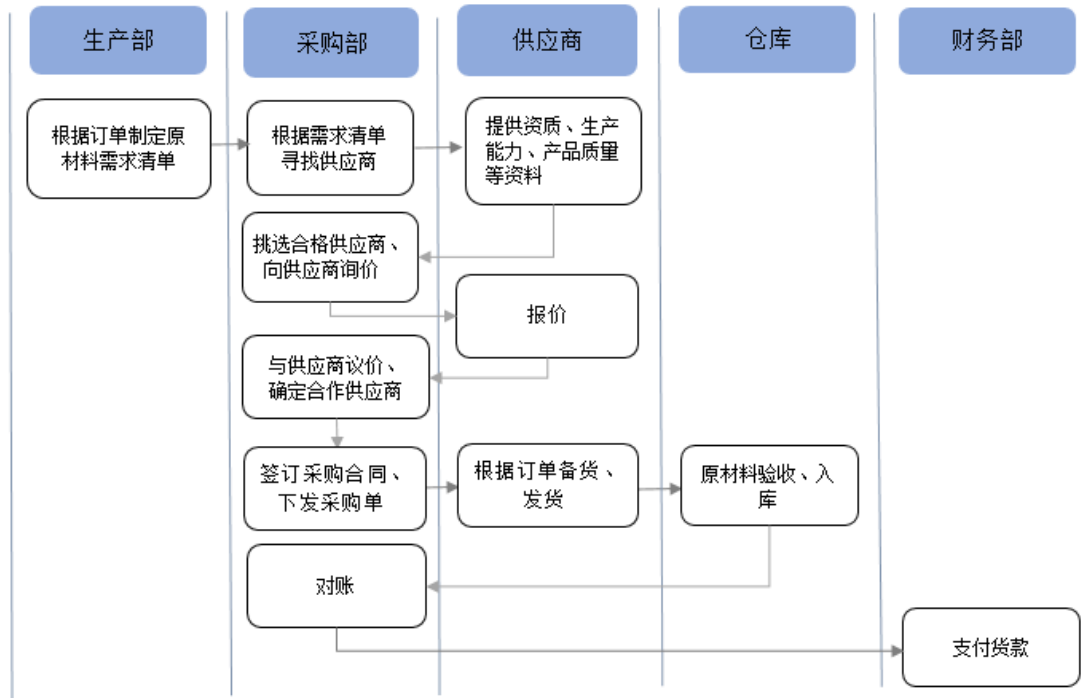 生产部
采购部
供应商
仓库
财务部
根据订单制定原
材料需求清单
根据需求清单
寻找供应商
提供资质、生产
能力、产品质量
等资料
挑选合格供应商、
向供应商询价
报价
与供应商议价、
确定合作供应商
签订采购合同、
下发采购单
根据订单备货、
发货
原材料验收、入
库
对账
支付货款